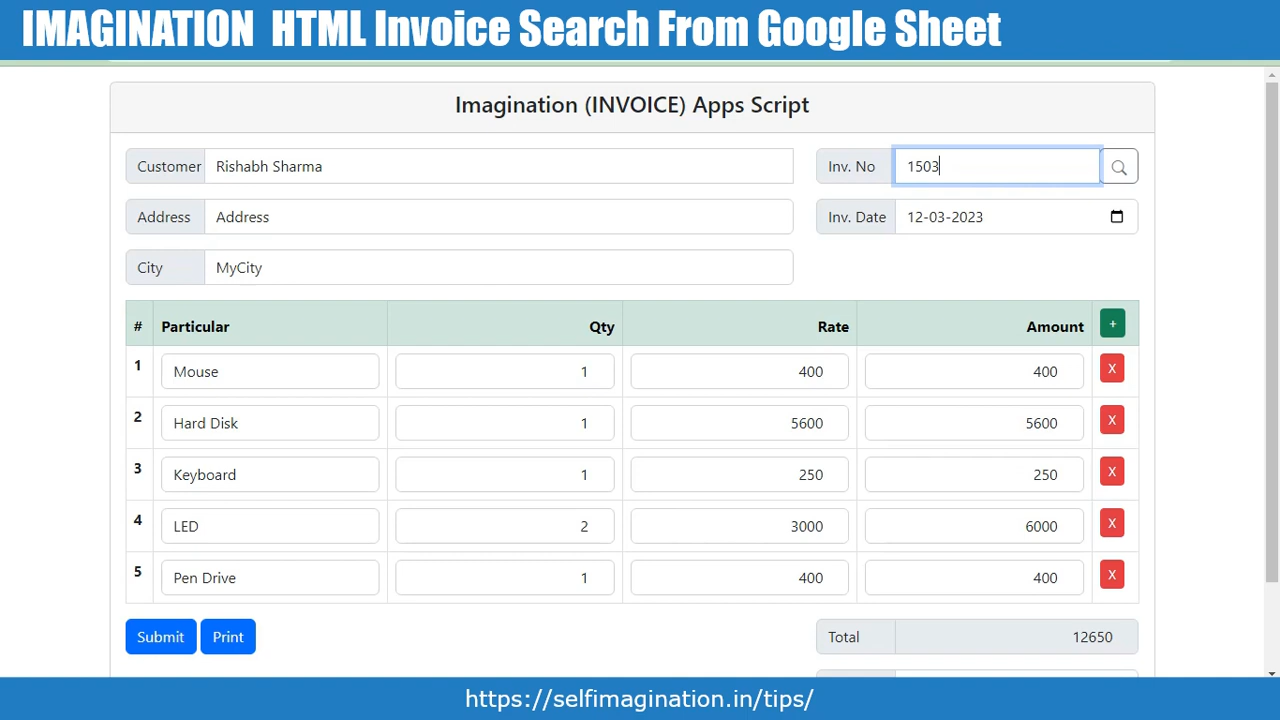 IMAGINATION HTML Invoice Search From Google Sheet
Imagination (INVOICE) Apps Script
Customer Rishabh Sharma Inv. No 1503
Address Address Inv. Date 12-03-2023
City MyCity
# Particular Qty Rate Amount +
1 Mouse 1 400 400 X
2 Hard Disk 1 5600 5600 X
3 Keyboard 1 250 250 X
4 LED 2 3000 6000 X
5 Pen Drive 1 400 400 X
Submit Print Total 12650
https://selfimagination.in/tips/